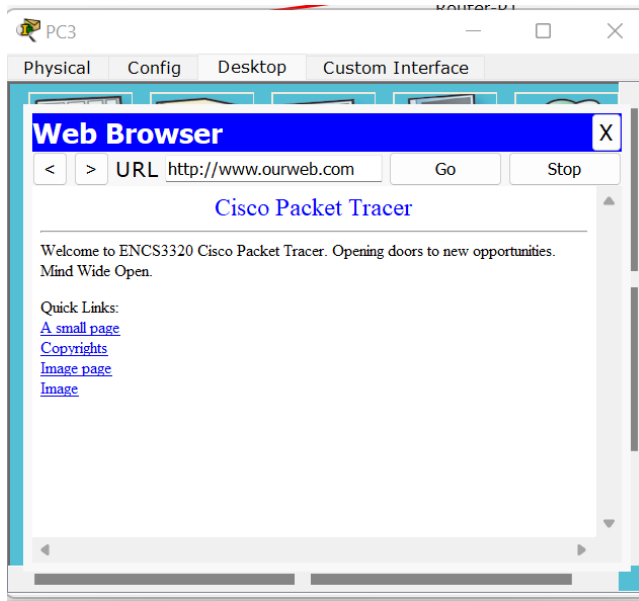 Router-PT
PC3
Physical Config Desktop Custom Interface
Web Browser
X
< > URL http://www.ourweb.com Go Stop
Cisco Packet Tracer
Welcome to ENCS3320 Cisco Packet Tracer. Opening doors to new opportunities.
Mind Wide Open.
Quick Links:
A small page
Copyrights
Image page
Image